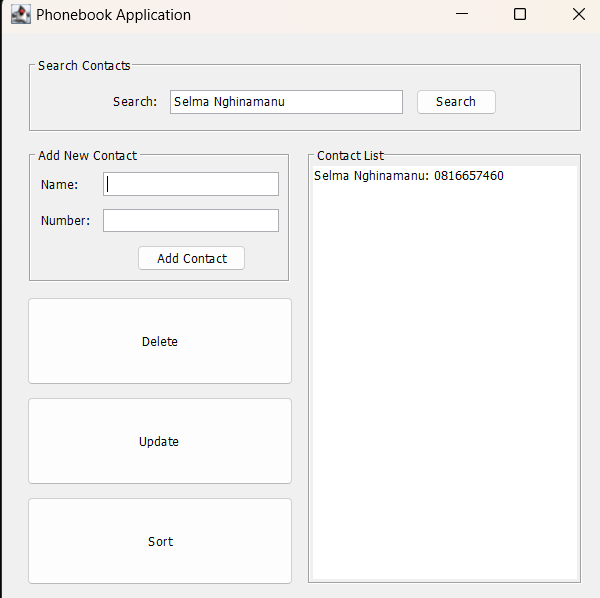 Phonebook Application
Search Contacts
Search: Selma Nghinamanu Search
Add New Contact
Name:
Number:
Add Contact
Delete
Update
Sort
Contact List
Selma Nghinamanu: 0816657460